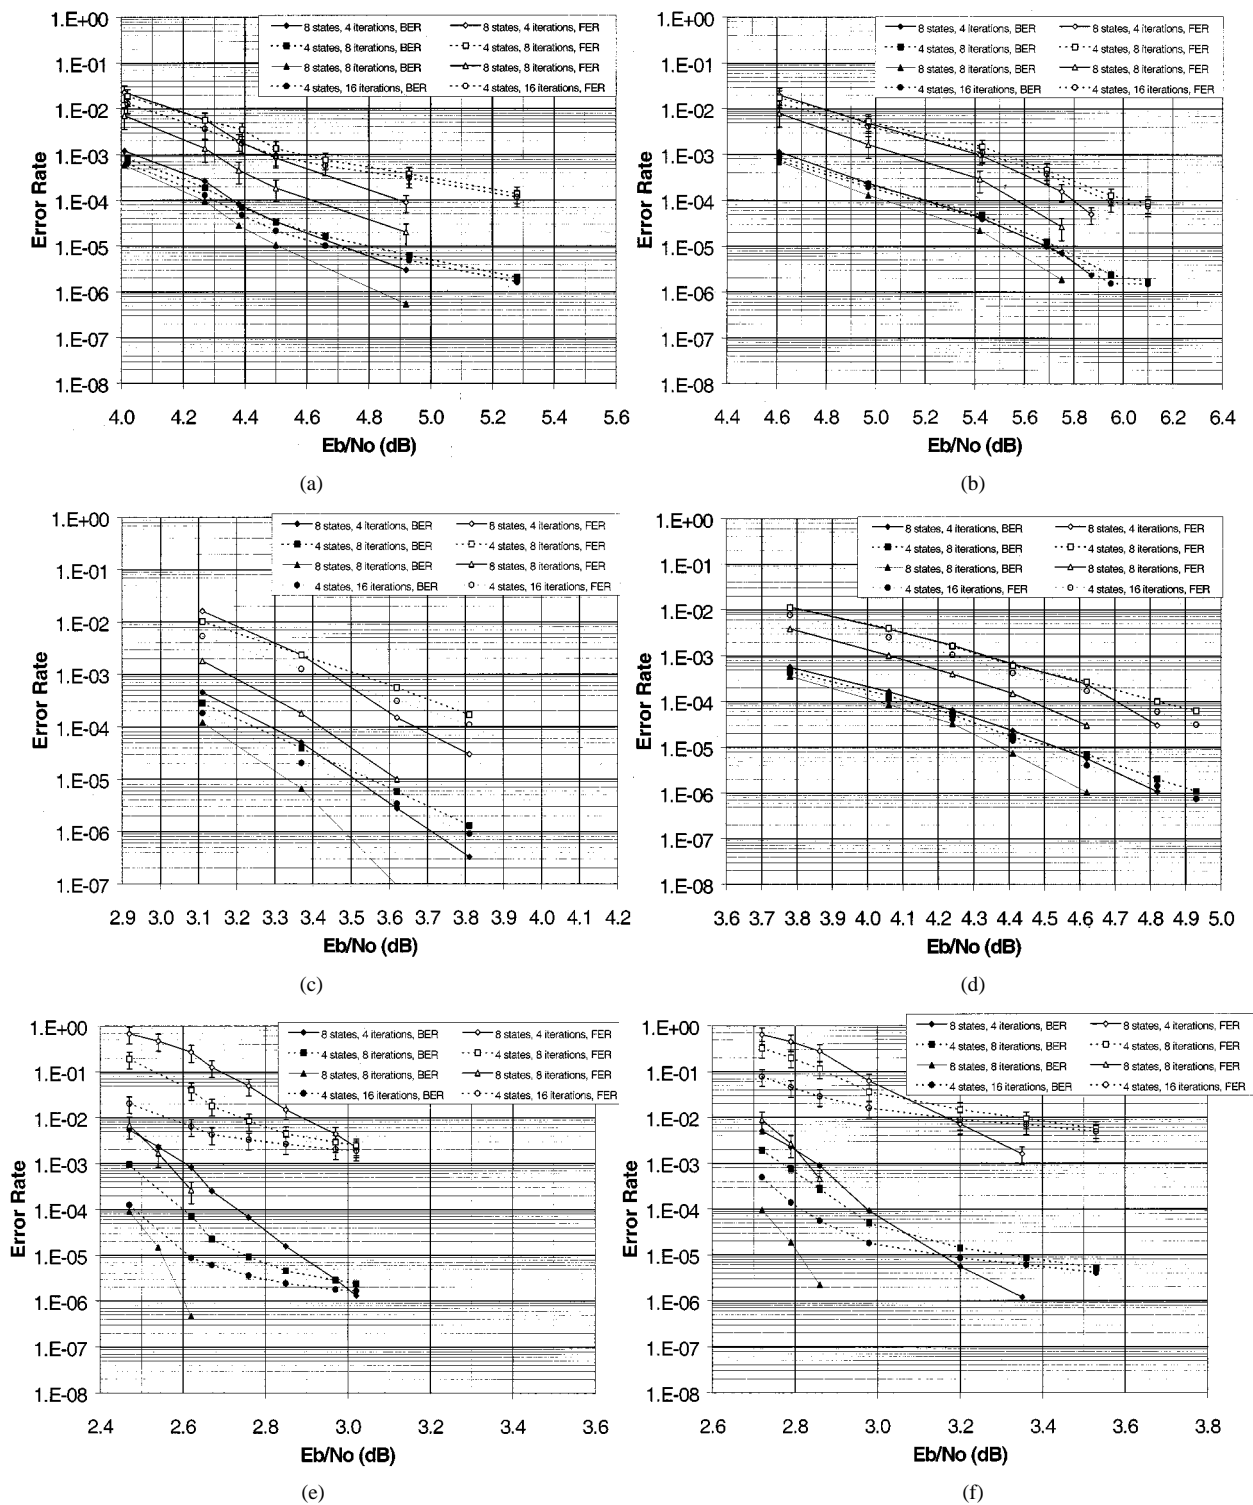 8 states, 4 iterations, BER
8 states, 4 iterations, FER
4 states, 8 iterations, BER
4 states, 8 iterations, FER
8 states, 8 iterations, BER
8 states, 8 iterations, FER
4 states, 16 iterations, BER
4 states, 16 iterations, FER
1.E+00
1.E-01
1.E-02
1.E-03
1.E-04
1.E-05
1.E-06
1.E-07
1.E-08
Error Rate
4.0 4.2 4.4 4.6 4.8 5.0 5.2 5.4 5.6
Eb/No (dB)
(a)
8 states, 4 iterations, BER
8 states, 4 iterations, FER
4 states, 8 iterations, BER
4 states, 8 iterations, FER
8 states, 8 iterations, BER
8 states, 8 iterations, FER
4 states, 16 iterations, BER
4 states, 16 iterations, FER
1.E+00
1.E-01
1.E-02
1.E-03
1.E-04
1.E-05
1.E-06
1.E-07
1.E-08
Error Rate
4.4 4.6 4.8 5.0 5.2 5.4 5.6 5.8 6.0 6.2 6.4
Eb/No (dB)
(b)
8 states, 4 iterations, BER
8 states, 4 iterations, FER
4 states, 8 iterations, BER
4 states, 8 iterations, FER
8 states, 8 iterations, BER
8 states, 8 iterations, FER
4 states, 16 iterations, BER
4 states, 16 iterations, FER
1.E+00
1.E-01
1.E-02
1.E-03
1.E-04
1.E-05
1.E-06
1.E-07
Error Rate
2.9 3.0 3.1 3.2 3.3 3.4 3.5 3.6 3.7 3.8 4.0 4.1 4.2
Eb/No (dB)
(c)
8 states, 4 iterations, BER
8 states, 4 iterations, FER
4 states, 8 iterations, BER
4 states, 8 iterations, FER
8 states, 8 iterations, BER
8 states, 8 iterations, FER
4 states, 16 iterations, BER
4 states, 16 iterations, FER
1.E+00
1.E-01
1.E-02
1.E-03
1.E-04
1.E-05
1.E-06
1.E-07
1.E-08
Error Rate
3.6 3.7 3.8 4.0 4.1 4.2 4.3 4.4 4.6 4.7 4.8 4.9 5.0
Eb/No (dB)
(d)
8 states, 4 iterations, BER
8 states, 4 iterations, FER
4 states, 8 iterations, BER
4 states, 8 iterations, FER
8 states, 8 iterations, BER
8 states, 8 iterations, FER
4 states, 16 iterations, BER
4 states, 16 iterations, FER
1.E+00
1.E-01
1.E-02
1.E-03
1.E-04
1.E-05
1.E-06
1.E-07
1.E-08
Error Rate
2.4 2.6 2.8 3.0 3.2 3.4 3.6
Eb/No (dB)
(e)
8 states, 4 iterations, BER
8 states, 4 iterations, FER
4 states, 8 iterations, BER
4 states, 8 iterations, FER
8 states, 8 iterations, BER
8 states, 8 iterations, FER
4 states, 16 iterations, BER
4 states, 16 iterations, FER
1.E+00
1.E-01
1.E-02
1.E-03
1.E-04
1.E-05
1.E-06
1.E-07
1.E-08
Error Rate
2.6 2.8 3.0 3.2 3.4 3.6 3.8
Eb/No (dB)
(f)